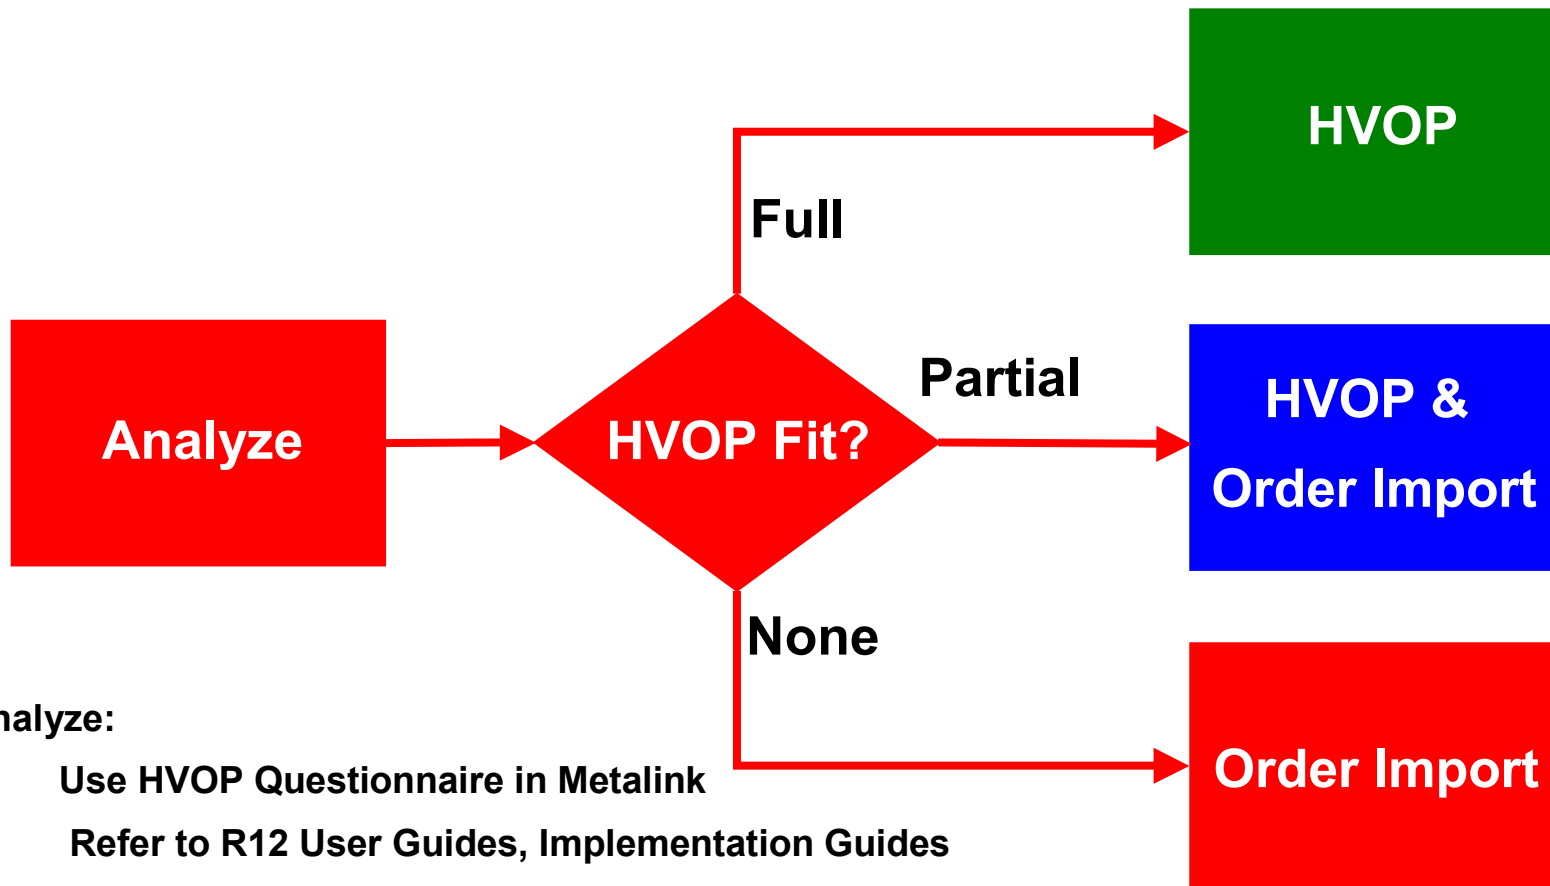 HVOP
Full
Partial
HVOP &
Order Import
Analyze
HVOP Fit?
None
nalyze:
Order Import
Use HVOP Questionnaire in Metalink
Refer to R12 User Guides, Implementation Guides